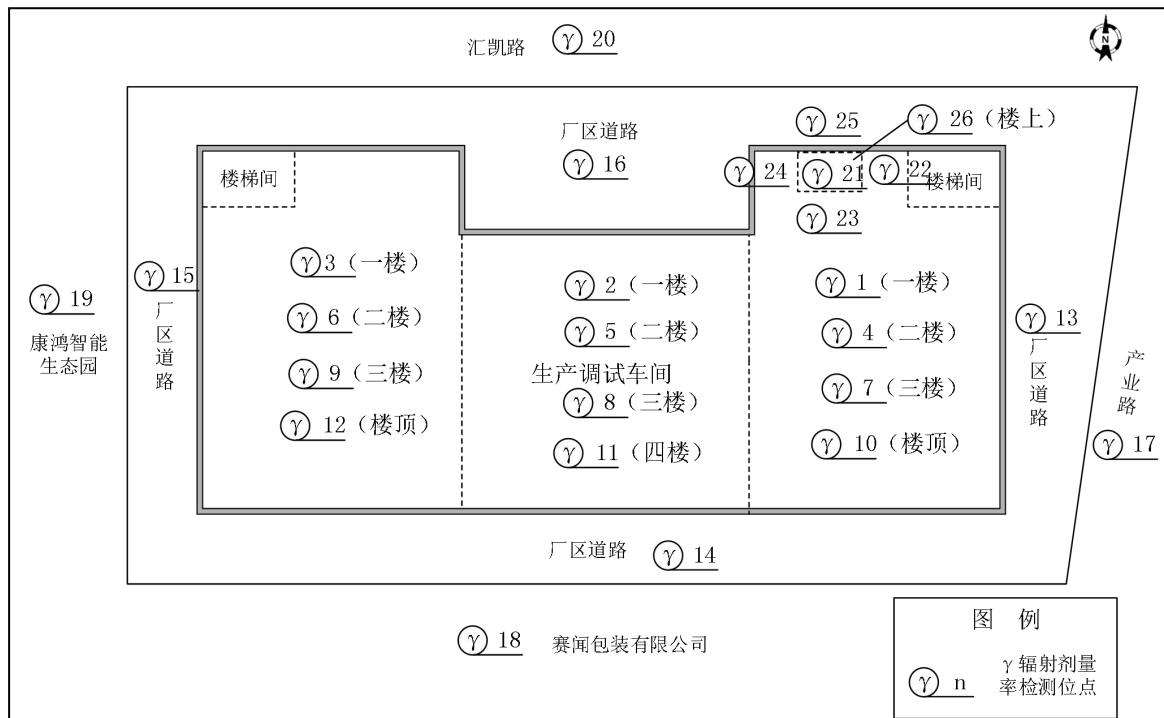 汇凯路
γ 20
N
厂区道路
γ 16
γ 25
γ 26（楼上）
楼梯间
γ 24
γ 21
γ 22
楼梯间
γ 23
γ 3（一楼）
γ 2（一楼）
γ 1（一楼）
γ 15
厂区道路
γ 19
康鸿智能
生态园
γ 6（二楼）
γ 5（二楼）
γ 4（二楼）
γ 13
厂区道路
产业路
γ 17
γ 9（三楼）
生产调试车间
γ 8（三楼）
γ 7（三楼）
γ 12（楼顶）
γ 11（四楼）
γ 10（楼顶）
厂区道路
γ 14
γ 18
赛闻包装有限公司
图 例
γ n
γ 辐射剂量
率检测位点